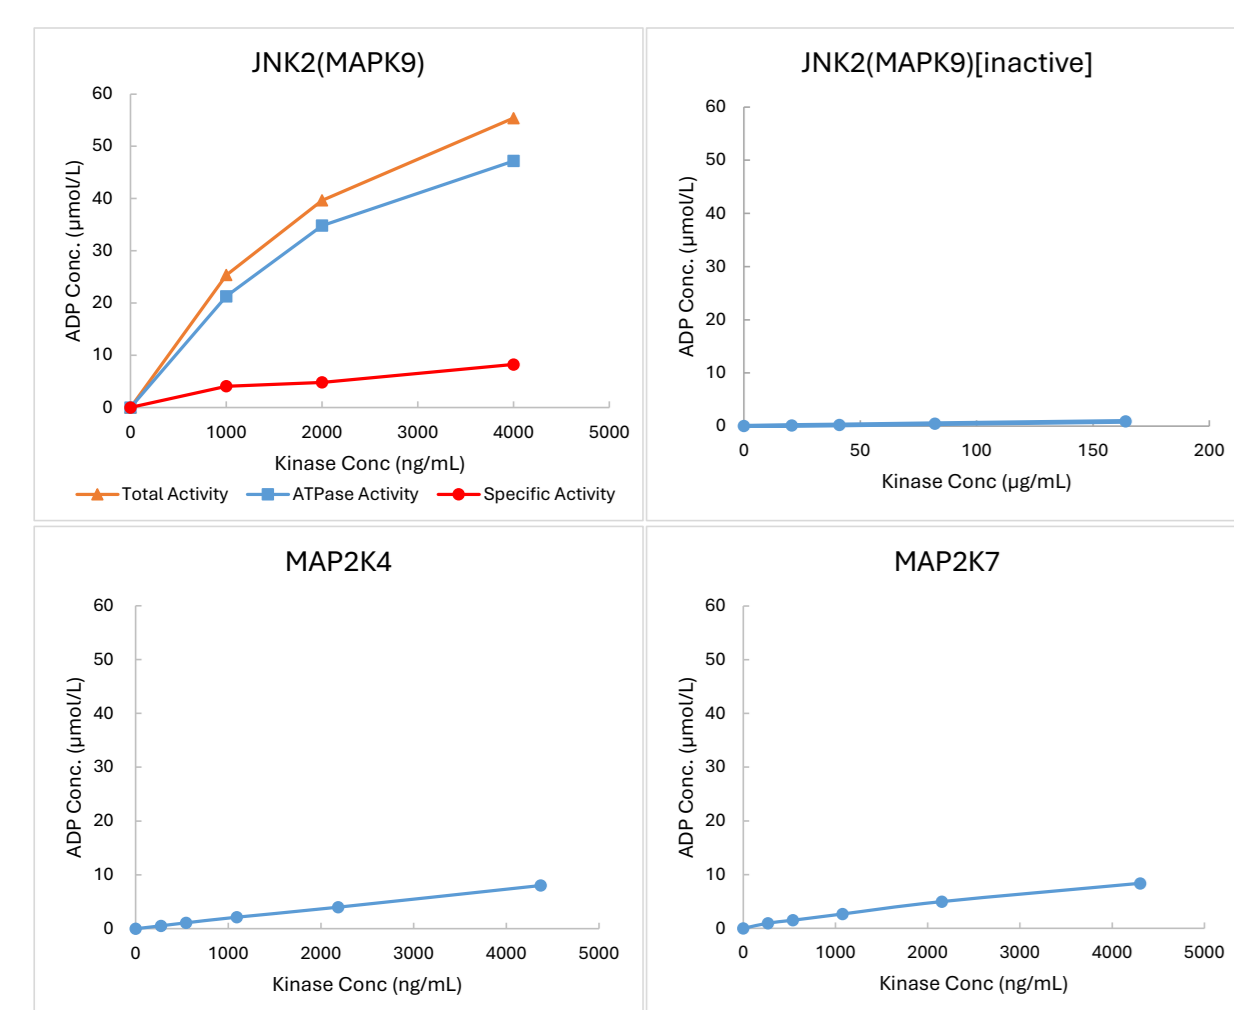 JNK2(MAPK9)
60
50
40
30
20
10
0
ADP Conc. (µmol/L)
0 1000 2000 3000 4000 5000
Kinase Conc (ng/mL)
Total Activity ATPase Activity Specific Activity
JNK2(MAPK9)[inactive]
60
50
40
30
20
10
0
ADP Conc. (µmol/L)
0 50 100 150 200
Kinase Conc (µg/mL)
MAP2K4
60
50
40
30
20
10
0
ADP Conc. (µmol/L)
0 1000 2000 3000 4000 5000
Kinase Conc (ng/mL)
MAP2K7
60
50
40
30
20
10
0
ADP Conc. (µmol/L)
0 1000 2000 3000 4000 5000
Kinase Conc (ng/mL)